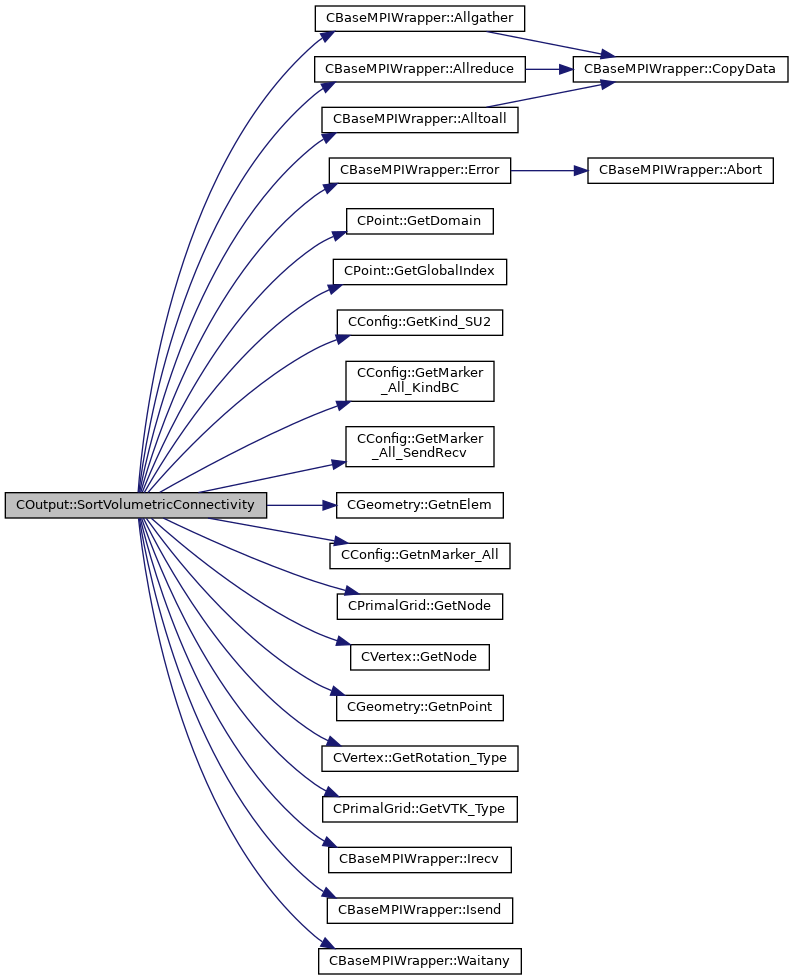 CBaseMPIWrapper::Allgather
CBaseMPIWrapper::Allreduce
CBaseMPIWrapper::CopyData
CBaseMPIWrapper::Alltoall
CBaseMPIWrapper::Error
CBaseMPIWrapper::Abort
CPoint::GetDomain
CPoint::GetGlobalIndex
CConfig::GetKind_SU2
CConfig::GetMarker
_All_KindBC
CConfig::GetMarker
_All_SendRecv
COutput::SortVolumetricConnectivity
CGeometry::GetnElem
CConfig::GetnMarker_All
CPrimalGrid::GetNode
CVertex::GetNode
CGeometry::GetnPoint
CVertex::GetRotation_Type
CPrimalGrid::GetVTK_Type
CBaseMPIWrapper::Irecv
CBaseMPIWrapper::Isend
CBaseMPIWrapper::Waitany